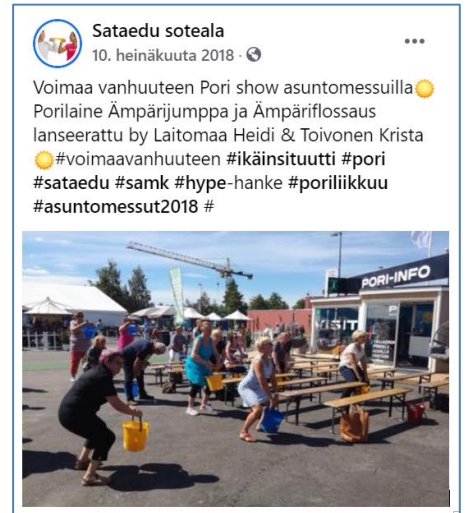 Sataedu soteala
10. heinäkuuta 2018 ·
Voimaa vanhuuteen Pori show asuntomessuilla
Porilaine Ämpärijumppa ja Ämpäriflossaus
lanseerattu by Laitomaa Heidi & Toivonen Krista
#voimaavanhuuteen #ikäinsituutti #pori
#sataedu #samk #hype-hanke #poriliikkuu
#asuntomessut2018 #
PORI-INFO
VISIT